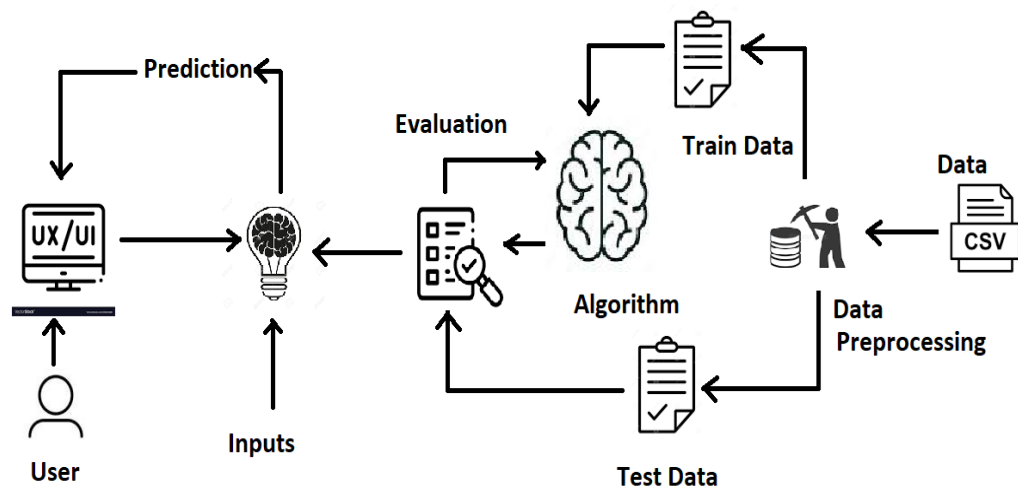 Prediction
Evaluation
Train Data
Data
UX/UI
CSV
Algorithm
Data
Preprocessing
User
Inputs
Test Data